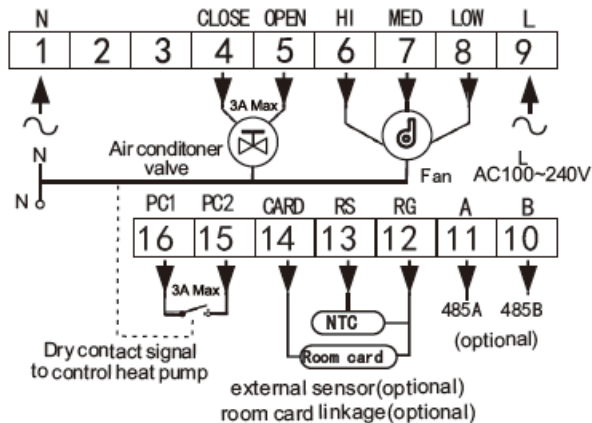 N CLOSE OPEN HI MED LOW L
1 2 3 4 5 6 7 8 9
3A Max
N
Air conditoner
valve
Fan
L
AC100~240V
N
PC1 PC2 CARD RS RG A B
16 15 14 13 12 11 10
3A Max
NTC
485A 485B
(optional)
Room card
Dry contact signal
to control heat pump
external sensor(optional)
room card linkage(optional)